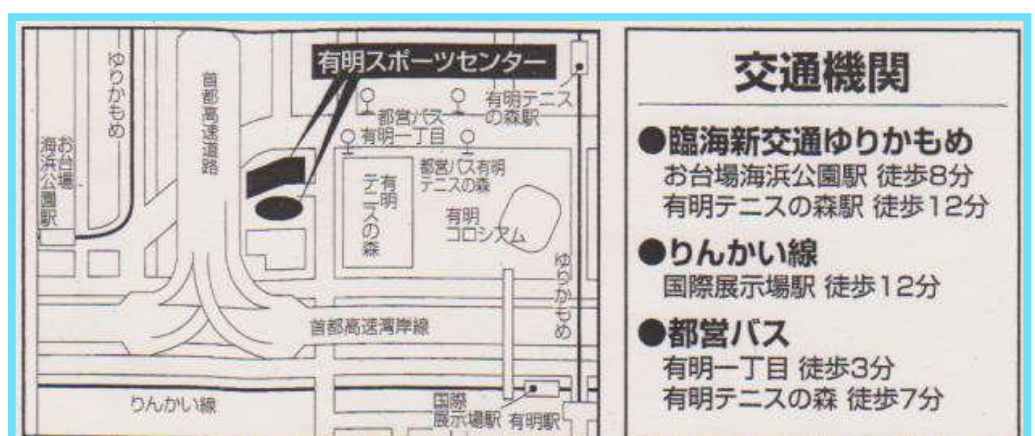 ゆりかもめ
首都高速道路
有明スポーツセンター
有明テニス
の森駅
都営バス
有明一丁目
お台場
海浜公園駅
都営バス有明
テニスの森
有明
テニスの森
有明
コロシアム
ゆりかもめ
首都高速湾岸線
りんかい線
国際
展示場駅
有明駅
交通機関
●臨海新交通ゆりかもめ
お台場海浜公園駅 徒歩8分
有明テニスの森駅 徒歩12分
●りんかい線
国際展示場駅 徒歩12分
●都営バス
有明一丁目 徒歩3分
有明テニスの森 徒歩7分